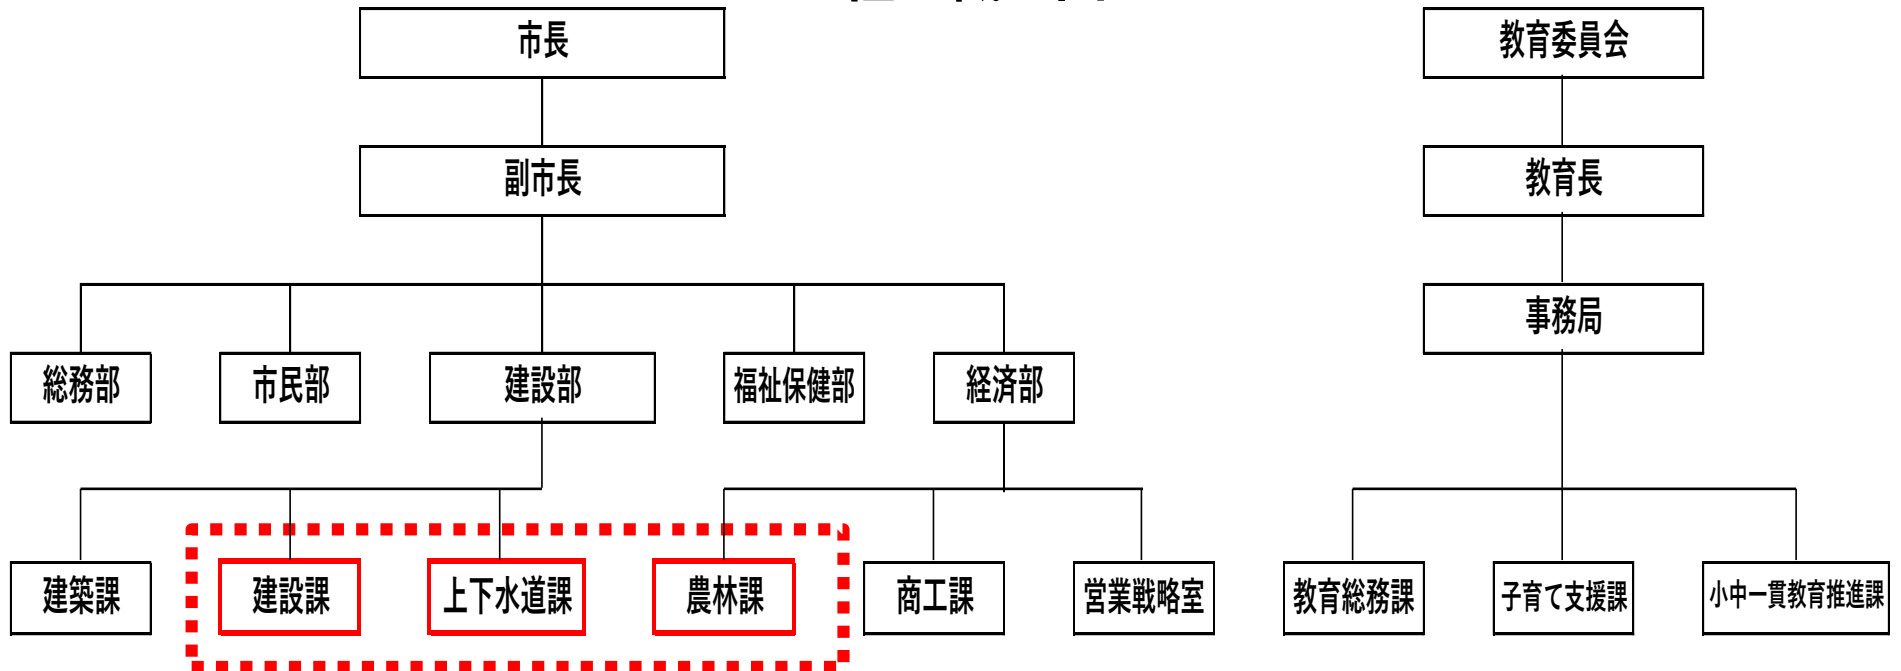 市長
教育委員会
副市長
教育長
事務局
総務部
市民部
建設部
福祉保健部
経済部
建築課
建設課
上下水道課
農林課
商工課
営業戦略室
教育総務課
子育て支援課
小中一貫教育推進課